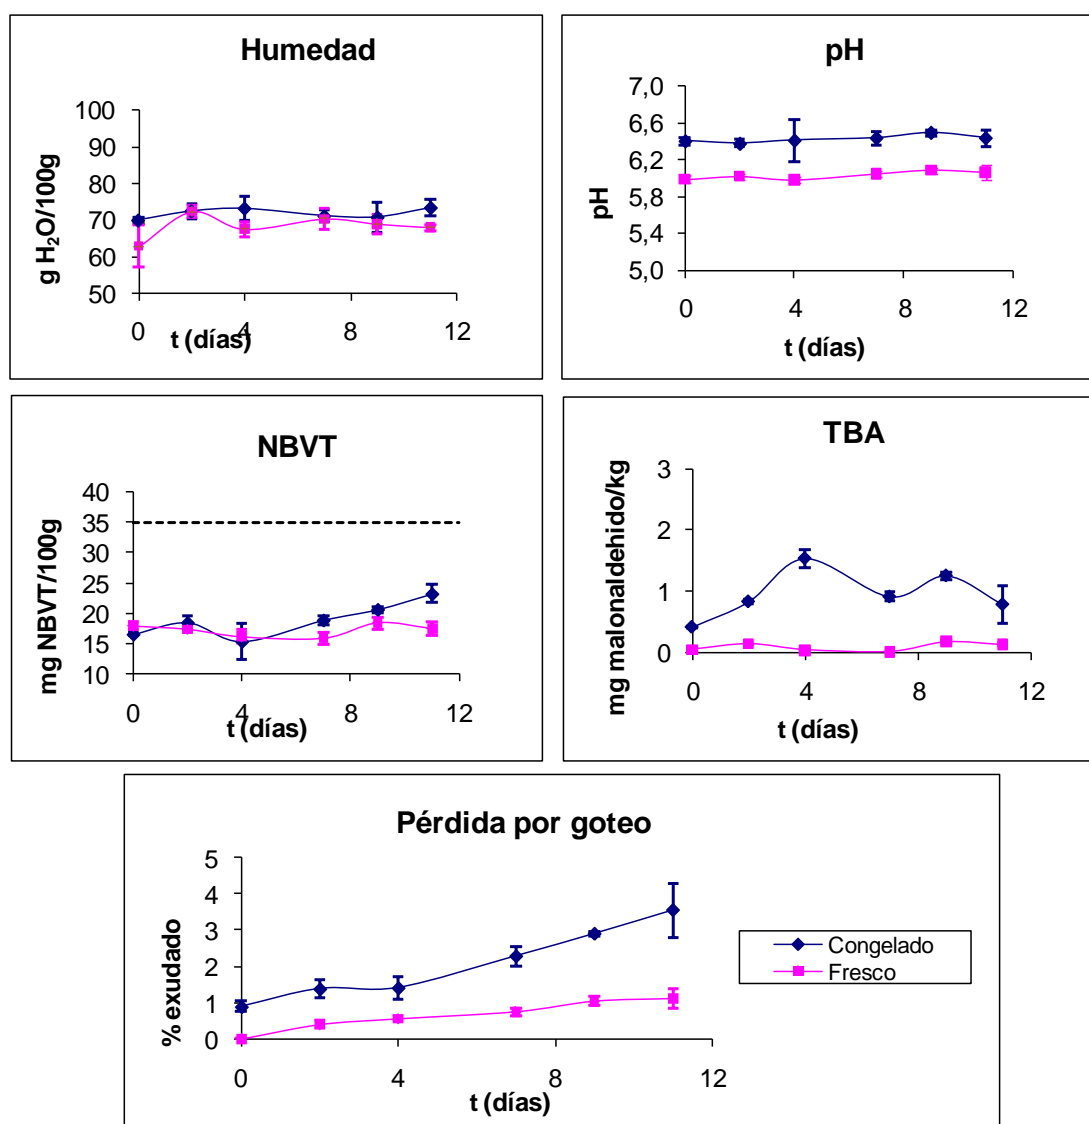 Humedad
g H₂O/100g
100
90
80
70
60
50
0 4 8 12
t (días)
pH
pH
7,0
6,6
6,2
5,8
5,4
5,0
0 4 8 12
t (días)
NBVT
mg NBVT/100g
40
35
30
25
20
15
10
0 4 8 12
t (días)
TBA
mg malonaldehido/kg
3
2
1
0
0 4 8 12
t (días)
Pérdida por goteo
% exudado
5
4
3
2
1
0
0 4 8 12
t (días)
Congelado
Fresco